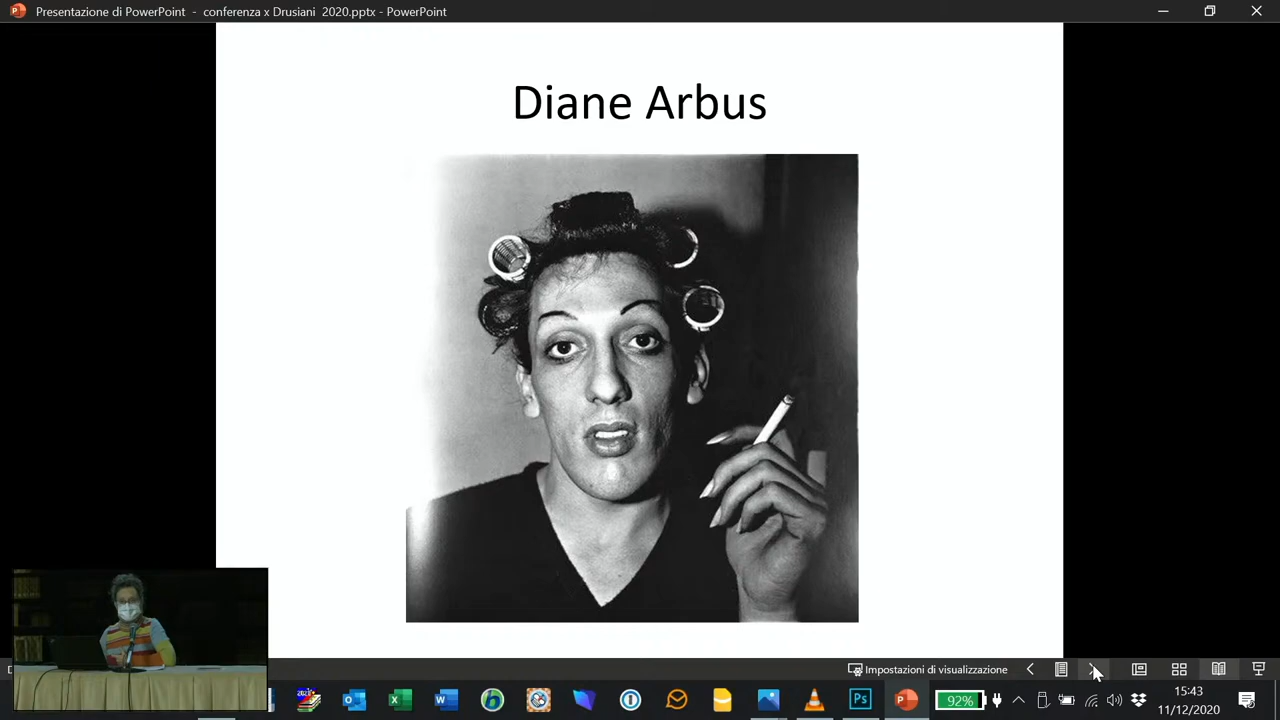 Presentazione di PowerPoint - conferenza x Drusiani 2020.pptx - PowerPoint
Diane Arbus
Impostazioni di visualizzazione
92%
15:43
11/12/2020